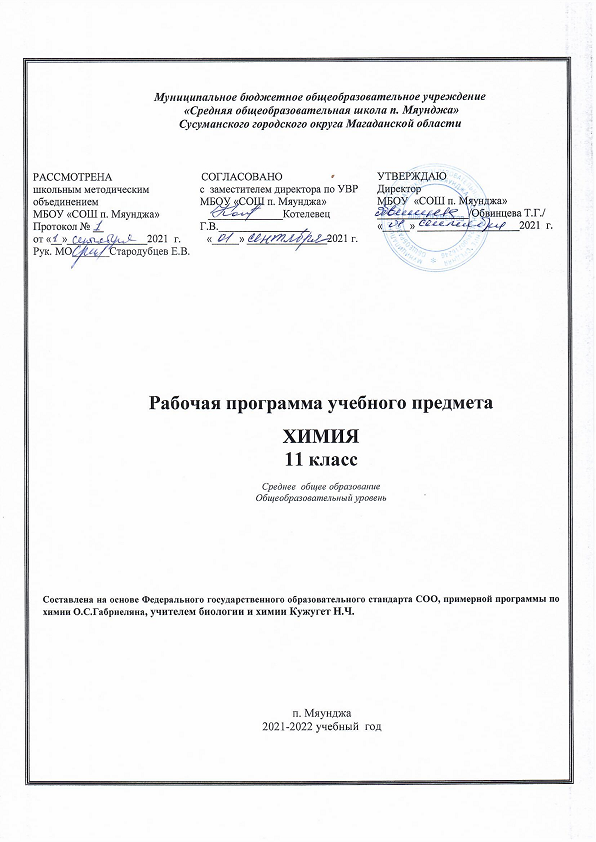 Муниципальное бюджетное общеобразовательное учреждение
«Средняя общеобразовательная школа п. Мяунджа»
Сусуманского городского округа Магаданской области
РАССМОТРЕНА
школьным методическим
объединением
МБОУ «СОШ п. Мяунджа»
Протокол № 1
от «1 » сентября 2021 г.
Рук. МО Стародубцев Е.В.
СОГЛАСОВАНО
с заместителем директора по УВР
МБОУ «СОШ п. Мяунджа»
Котелевец
Г.В.
« 01 » сентября 2021 г.
УТВЕРЖДАЮ
Директор
МБОУ «СОШ п. Мяунджа»
/Обвинцева Т.Г./
« 01 » сентября 2021 г.
Рабочая программа учебного предмета
ХИМИЯ
11 класс
Среднее общее образование
Общеобразовательный уровень
Составлена на основе Федерального государственного образовательного стандарта СОО, примерной программы по
химии О.С.Габриеляна, учителем биологии и химии Кужугет Н.Ч.
п. Мяунджа
2021-2022 учебный год